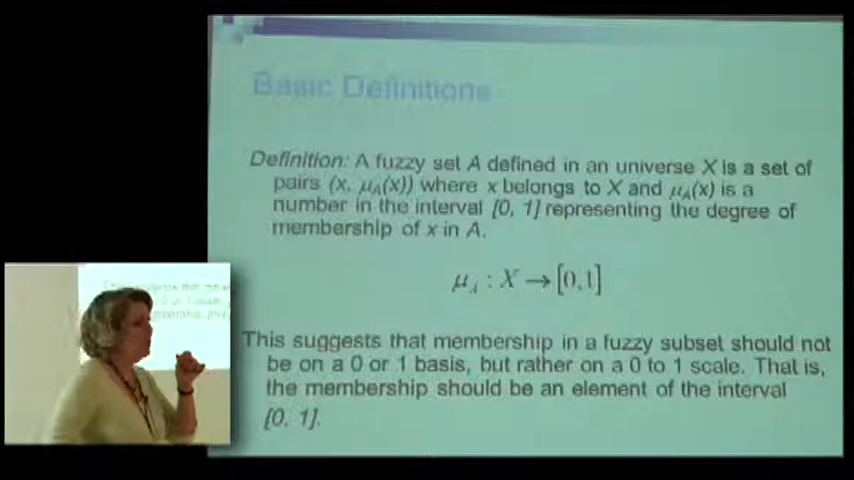 Basic Definitions
Definition: A fuzzy set A defined in an universe X is a set of
pairs (x, μA(x)) where x belongs to X and μA(x) is a
number in the interval [0, 1] representing the degree of
membership of x in A.
μA : X → [0,1]
This suggests that membership in a fuzzy subset should not
be on a 0 or 1 basis, but rather on a 0 to 1 scale. That is,
the membership should be an element of the interval
[0, 1].